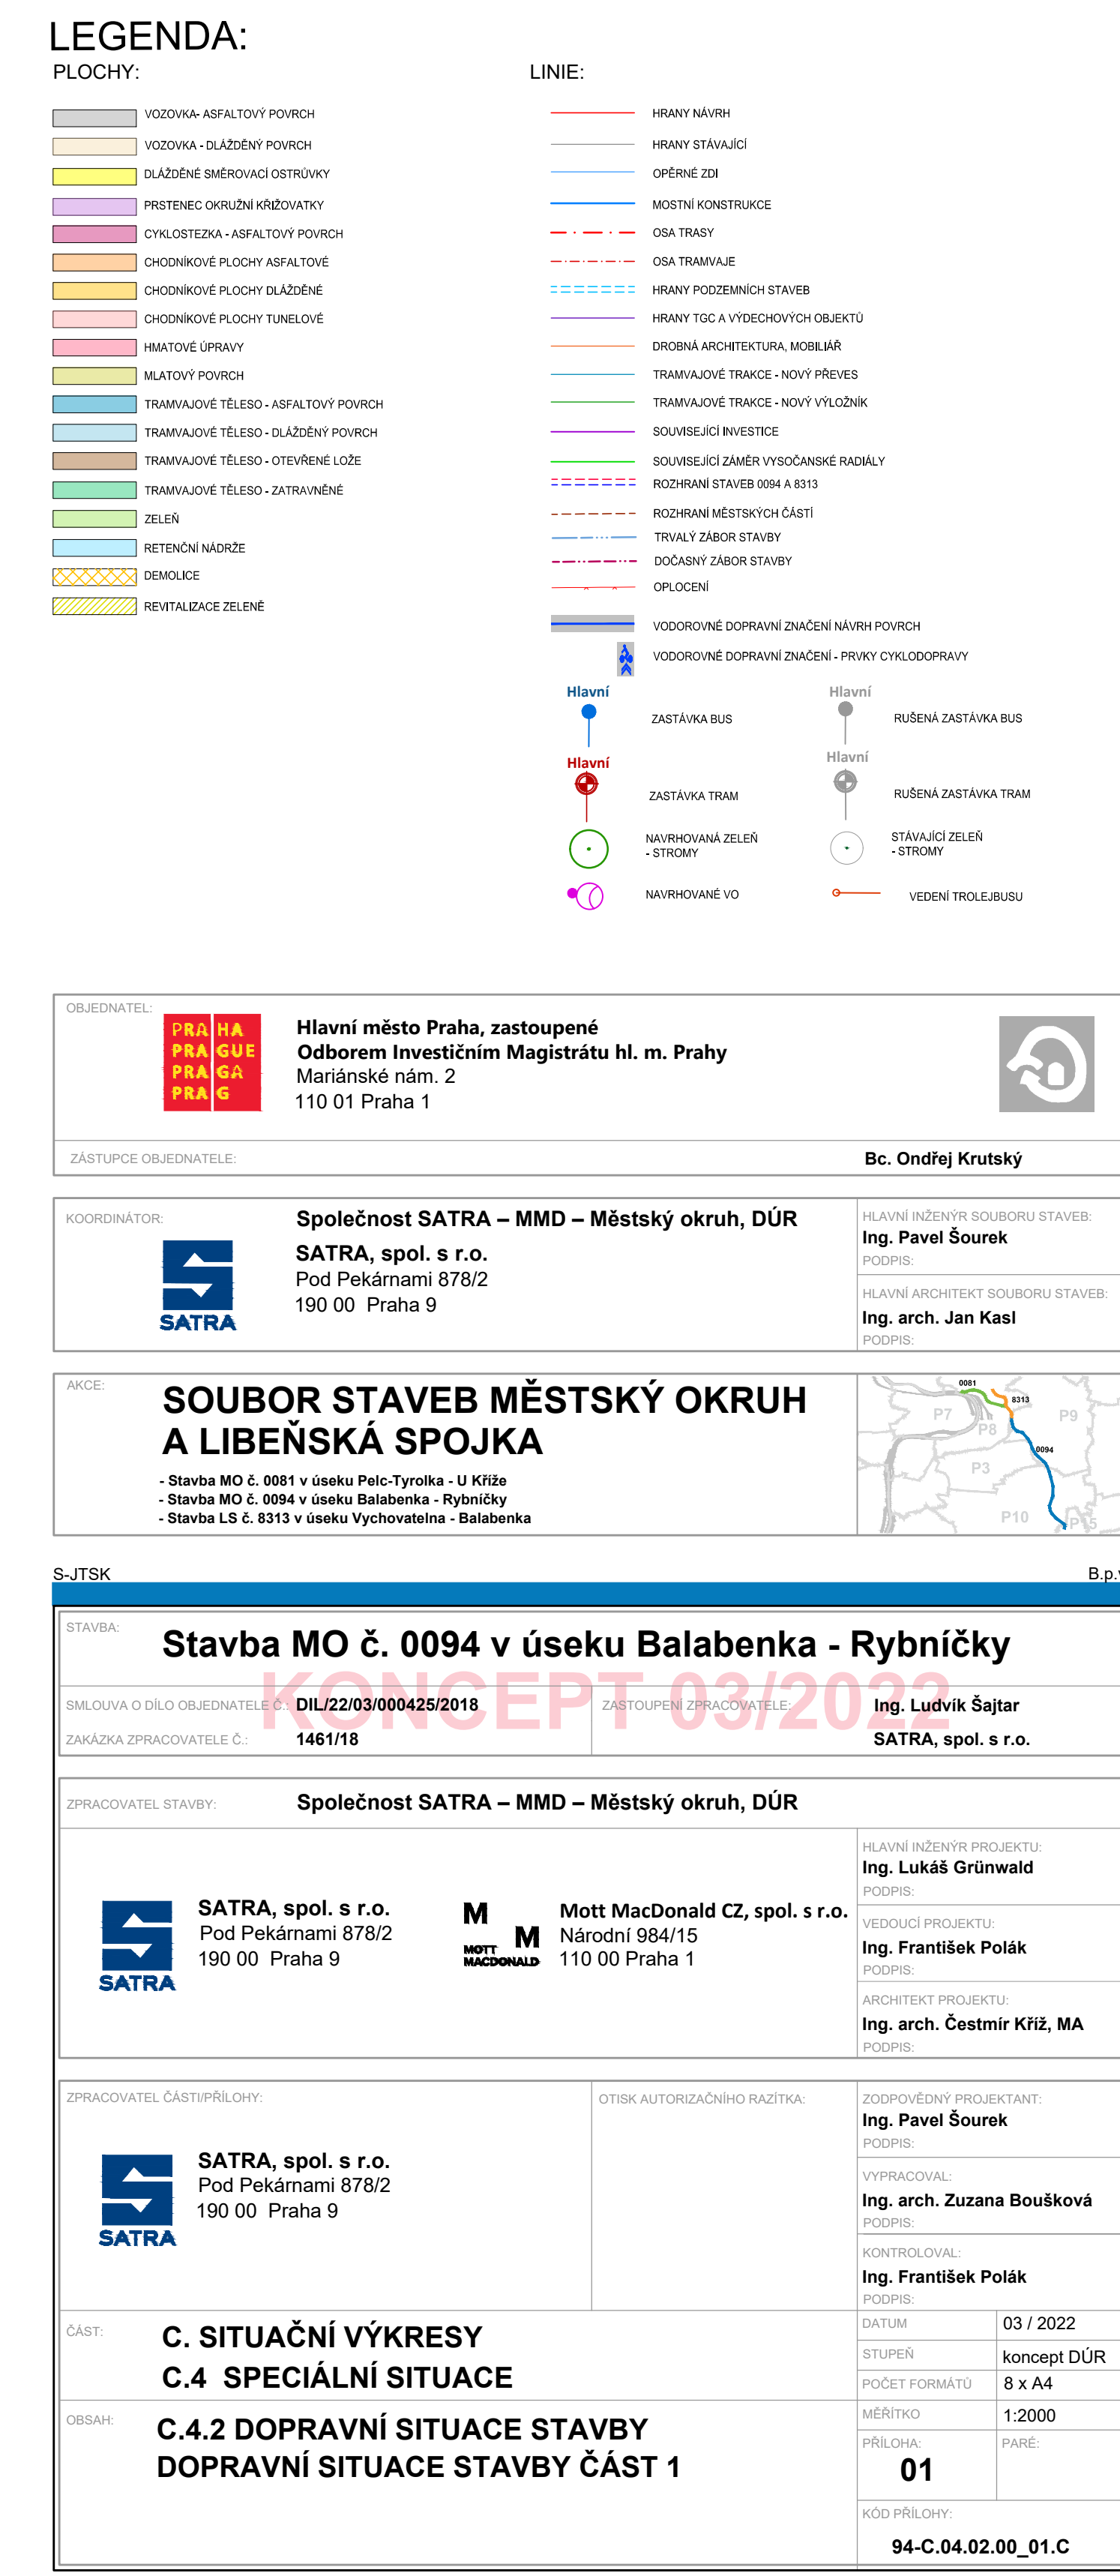 LEGENDA:
PLOCHY:
VOZOVKA- ASFALTOVÝ POVRCH
VOZOVKA - DLÁŽDĚNÝ POVRCH
DLÁŽDĚNÉ SMĚROVACÍ OSTRŮVKY
PRSTENEC OKRUŽNÍ KŘIŽOVATKY
CYKLOSTEZKA - ASFALTOVÝ POVRCH
CHODNÍKOVÉ PLOCHY ASFALTOVÉ
CHODNÍKOVÉ PLOCHY DLÁŽDĚNÉ
CHODNÍKOVÉ PLOCHY TUNELOVÉ
HMATOVÉ ÚPRAVY
MLATOVÝ POVRCH
TRAMVAJOVÉ TĚLESO - ASFALTOVÝ POVRCH
TRAMVAJOVÉ TĚLESO - DLÁŽDĚNÝ POVRCH
TRAMVAJOVÉ TĚLESO - OTEVŘENÉ LOŽE
TRAMVAJOVÉ TĚLESO - ZATRAVNĚNÉ
ZELEŇ
RETENČNÍ NÁDRŽE
DEMOLICE
REVITALIZACE ZELENĚ
LINIE:
HRANY NÁVRH
HRANY STÁVAJÍCÍ
OPĚRNÉ ZDI
MOSTNÍ KONSTRUKCE
OSA TRASY
OSA TRAMVAJE
HRANY PODZEMNÍCH STAVEB
HRANY TGC A VÝDECHOVÝCH OBJEKTŮ
DROBNÁ ARCHITEKTURA, MOBILIÁŘ
TRAMVAJOVÉ TRAKCE - NOVÝ PŘEVES
TRAMVAJOVÉ TRAKCE - NOVÝ VÝLOŽNÍK
SOUVISEJÍCÍ INVESTICE
SOUVISEJÍCÍ ZÁMĚR VYSOČANSKÉ RADIÁLY
ROZHRANÍ STAVEB 0094 A 8313
ROZHRANÍ MĚSTSKÝCH ČÁSTÍ
TRVALÝ ZÁBOR STAVBY
DOČASNÝ ZÁBOR STAVBY
OPLOCENÍ
VODOROVNÉ DOPRAVNÍ ZNAČENÍ NÁVRH POVRCH
VODOROVNÉ DOPRAVNÍ ZNAČENÍ - PRVKY CYKLODOPRAVY
Hlavní
ZASTÁVKA BUS
Hlavní
RUŠENÁ ZASTÁVKA BUS
Hlavní
ZASTÁVKA TRAM
Hlavní
RUŠENÁ ZASTÁVKA TRAM
NAVRHOVANÁ ZELEŇ
- STROMY
STÁVAJÍCÍ ZELEŇ
- STROMY
NAVRHOVANÉ VO
VEDENÍ TROLEJBUSU
OBJEDNATEL:
PRA HA
PRA GUE
PRA GA
PRA G
Hlavní město Praha, zastoupené
Odborem Investičním Magistrátu hl. m. Prahy
Mariánské nám. 2
110 01 Praha 1
ZÁSTUPCE OBJEDNATELE:
Bc. Ondřej Krutský
KOORDINÁTOR:
SATRA
Společnost SATRA – MMD – Městský okruh, DÚR
SATRA, spol. s r.o.
Pod Pekárnami 878/2
190 00 Praha 9
HLAVNÍ INŽENÝR SOUBORU STAVEB:
Ing. Pavel Šourek
PODPIS:
HLAVNÍ ARCHITEKT SOUBORU STAVEB:
Ing. arch. Jan Kasl
PODPIS:
AKCE:
SOUBOR STAVEB MĚSTSKÝ OKRUH
A LIBEŇSKÁ SPOJKA
- Stavba MO č. 0081 v úseku Pelc-Tyrolka - U Kříže
- Stavba MO č. 0094 v úseku Balabenka - Rybníčky
- Stavba LS č. 8313 v úseku Vychovatelna - Balabenka
0081
8313
P7
P8
P9
0094
P3
P10
P15
S-JTSK
B.p.v
STAVBA:
Stavba MO č. 0094 v úseku Balabenka - Rybníčky
KONCEPT 03/2022
SMLOUVA O DÍLO OBJEDNATELE Č.: DIL/22/03/000425/2018
ZAKÁZKA ZPRACOVATELE Č.: 1461/18
ZASTOUPENÍ ZPRACOVATELE:
Ing. Ludvík Šajtar
SATRA, spol. s r.o.
ZPRACOVATEL STAVBY:
Společnost SATRA – MMD – Městský okruh, DÚR
SATRA
SATRA, spol. s r.o.
Pod Pekárnami 878/2
190 00 Praha 9
M
M
MOTT
MACDONALD
Mott MacDonald CZ, spol. s r.o.
Národní 984/15
110 00 Praha 1
HLAVNÍ INŽENÝR PROJEKTU:
Ing. Lukáš Grünwald
PODPIS:
VEDOUCÍ PROJEKTU:
Ing. František Polák
PODPIS:
ARCHITEKT PROJEKTU:
Ing. arch. Čestmír Kříž, MA
PODPIS:
ZPRACOVATEL ČÁSTI/PŘÍLOHY:
SATRA
SATRA, spol. s r.o.
Pod Pekárnami 878/2
190 00 Praha 9
OTISK AUTORIZAČNÍHO RAZÍTKA:
ZODPOVĚDNÝ PROJEKTANT:
Ing. Pavel Šourek
PODPIS:
VYPRACOVAL:
Ing. arch. Zuzana Boušková
PODPIS:
KONTROLOVAL:
Ing. František Polák
PODPIS:
ČÁST:
C. SITUAČNÍ VÝKRESY
C.4 SPECIÁLNÍ SITUACE
OBSAH:
C.4.2 DOPRAVNÍ SITUACE STAVBY
DOPRAVNÍ SITUACE STAVBY ČÁST 1
DATUM 03 / 2022
STUPEŇ koncept DÚR
POČET FORMÁTŮ 8 x A4
MĚŘÍTKO 1:2000
PŘÍLOHA:
01
PARÉ:
KÓD PŘÍLOHY:
94-C.04.02.00_01.C